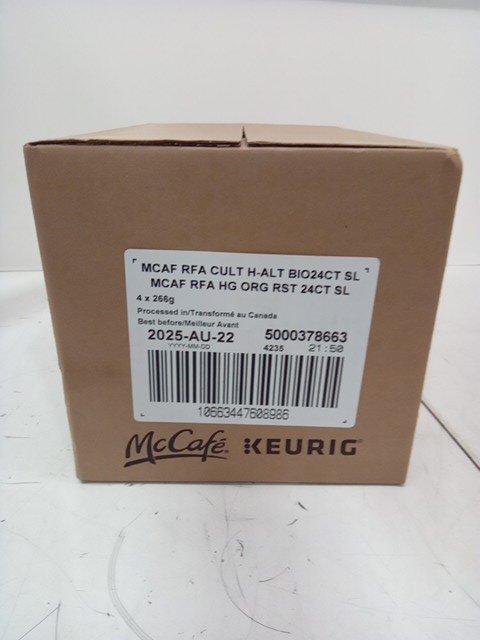 MCAF RFA CULT H-ALT BIO24CT SL
MCAF RFA HG ORG RST 24CT SL
4 x 266g
Processed in/Transformé au Canada
Best before/Meilleur Avant
2025-AU-22 5000378663
YYYY-MM-DD 4235 21:50
10663447608986
McCafé KEURIG